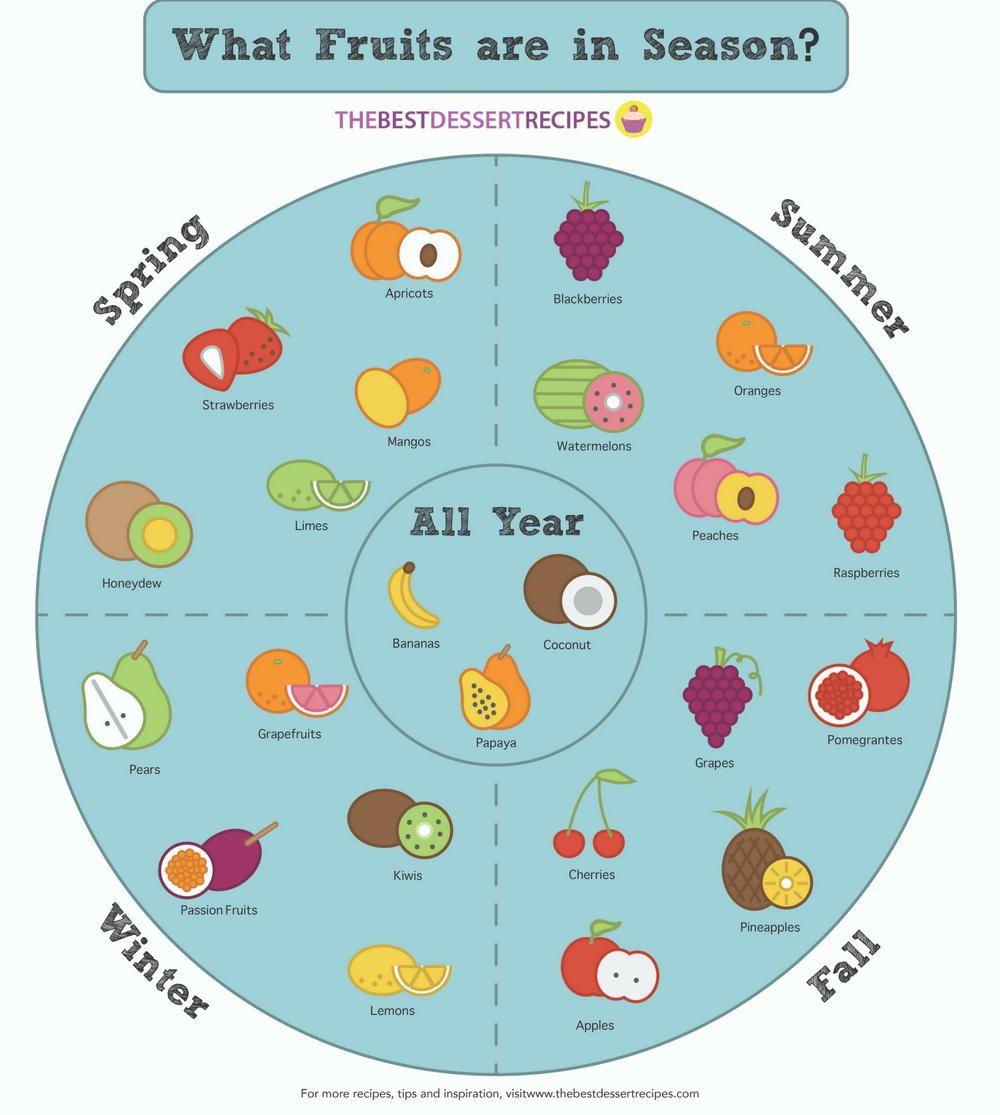 What Fruits are in Season?
THEBESTDESSERTRECIPES
Spring
Apricots
Strawberries
Mangos
Limes
Honeydew
Summer
Blackberries
Oranges
Watermelons
Peaches
Raspberries
All Year
Bananas
Coconut
Papaya
Winter
Pears
Grapefruits
Kiwis
Passion Fruits
Lemons
Fall
Grapes
Pomegrantes
Cherries
Pineapples
Apples
For more recipes, tips and inspiration, visitwww.thebestdessertrecipes.com